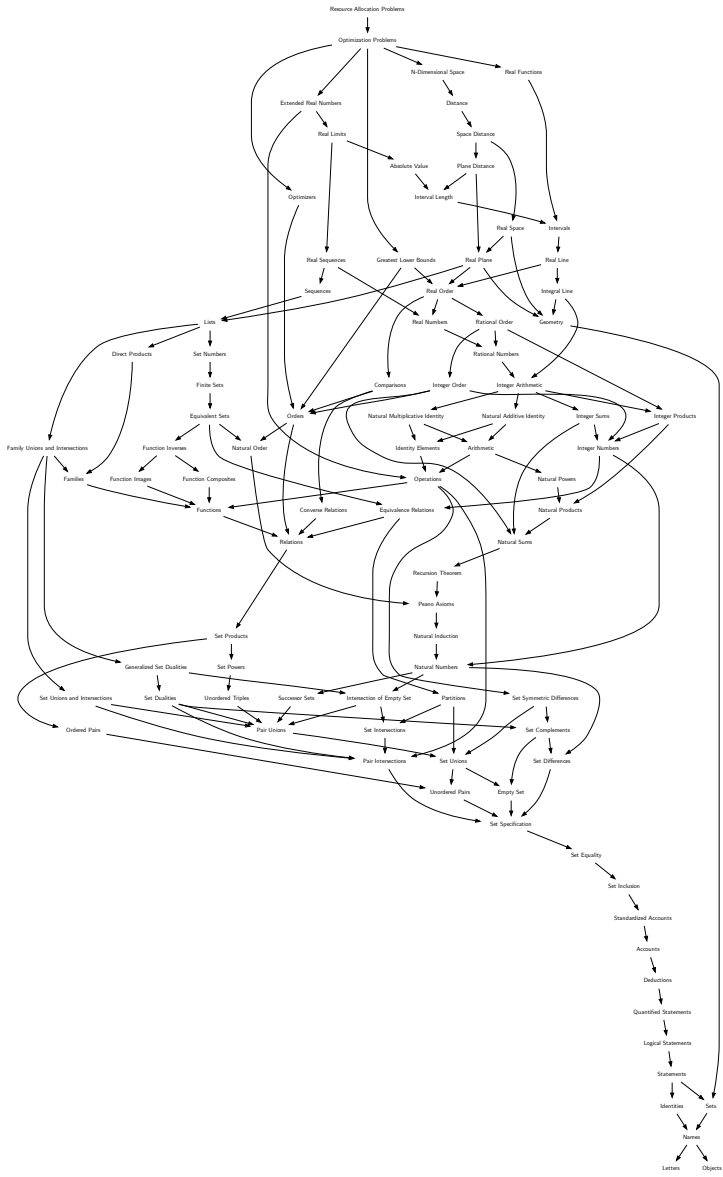 Resource Allocation Problems
Optimization Problems
N-Dimensional Space
Real Functions
Extended Real Numbers
Distance
Real Limits
Space Distance
Absolute Value
Plane Distance
Optimizers
Interval Length
Real Space
Intervals
Real Sequences
Greatest Lower Bounds
Real Plane
Real Line
Sequences
Real Order
Integral Line
Lists
Real Numbers
Rational Order
Geometry
Direct Products
Set Numbers
Rational Numbers
Finite Sets
Comparisons
Integer Order
Integer Arithmetic
Equivalent Sets
Orders
Natural Multiplicative Identity
Natural Additive Identity
Integer Sums
Integer Products
Family Unions and Intersections
Function Inverses
Natural Order
Identity Elements
Arithmetic
Integer Numbers
Families
Function Images
Function Composites
Operations
Natural Powers
Functions
Converse Relations
Equivalence Relations
Natural Products
Relations
Natural Sums
Recursion Theorem
Peano Axioms
Set Products
Natural Induction
Generalized Set Dualities
Set Powers
Natural Numbers
Set Unions and Intersections
Set Dualities
Unordered Triples
Successor Sets
Intersection of Empty Set
Partitions
Set Symmetric Differences
Ordered Pairs
Pair Unions
Set Intersections
Set Complements
Pair Intersections
Set Unions
Set Differences
Unordered Pairs
Empty Set
Set Specification
Set Equality
Set Inclusion
Standardized Accounts
Accounts
Deductions
Quantified Statements
Logical Statements
Statements
Identities
Sets
Names
Letters
Objects